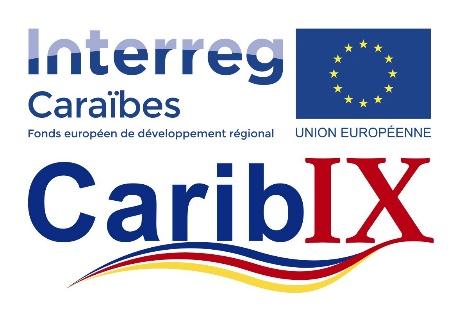 Interreg
Caraïbes
Fonds européen de développement régional
UNION EUROPÉENNE
CaribIX